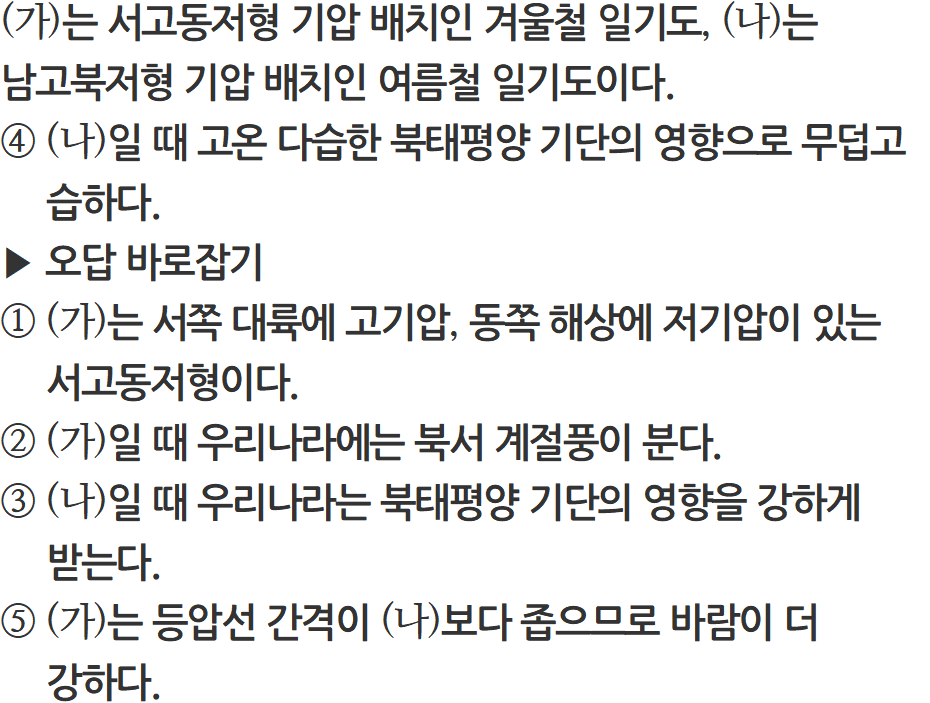 (가)는 서고동저형 기압 배치인 겨울철 일기도, (나)는
남고북저형 기압 배치인 여름철 일기도이다.
④ (나)일 때 고온 다습한 북태평양 기단의 영향으로 무덥고
습하다.
▶ 오답 바로잡기
① (가)는 서쪽 대륙에 고기압, 동쪽 해상에 저기압이 있는
서고동저형이다.
② (가)일 때 우리나라에는 북서 계절풍이 분다.
③ (나)일 때 우리나라는 북태평양 기단의 영향을 강하게
받는다.
⑤ (가)는 등압선 간격이 (나)보다 좁으므로 바람이 더
강하다.